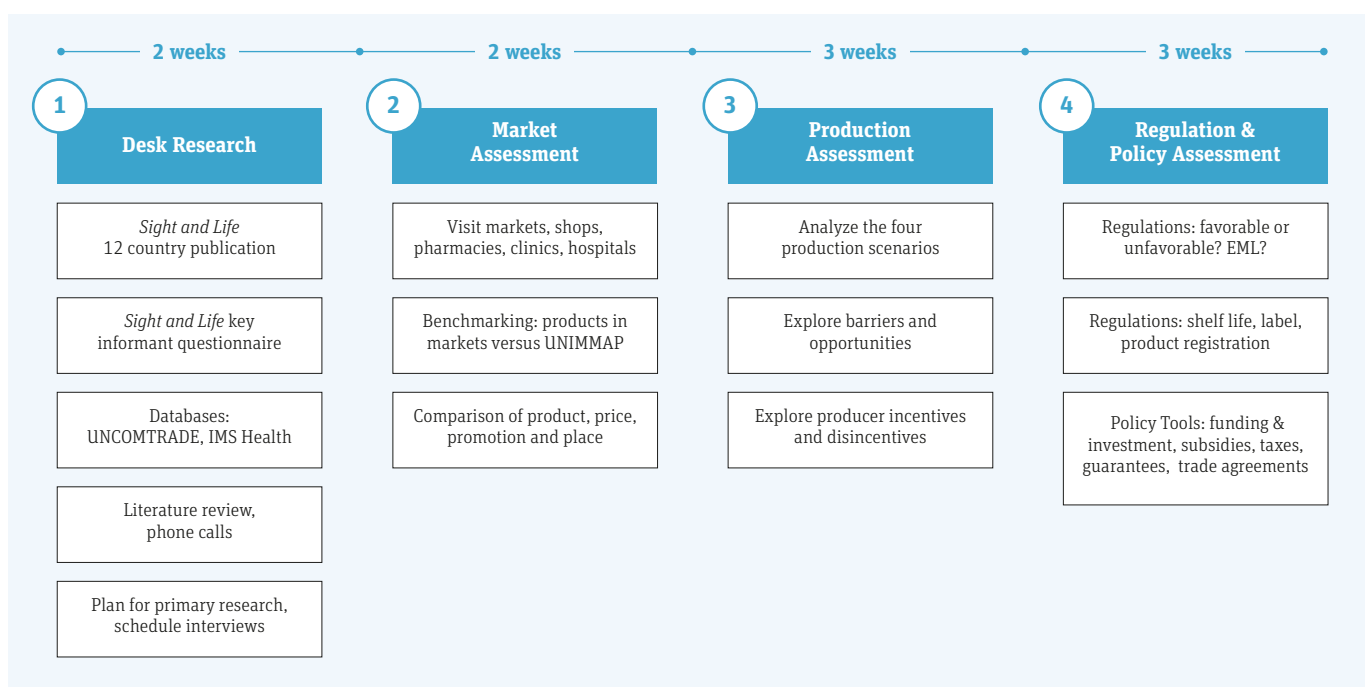 2 weeks
2 weeks
3 weeks
3 weeks
1
Desk Research
Sight and Life
12 country publication
Sight and Life key
informant questionnaire
Databases:
UNCOMTRADE, IMS Health
Literature review,
phone calls
Plan for primary research,
schedule interviews
2
Market
Assessment
Visit markets, shops,
pharmacies, clinics, hospitals
Benchmarking: products in
markets versus UNIMMAP
Comparison of product, price,
promotion and place
3
Production
Assessment
Analyze the four
production scenarios
Explore barriers and
opportunities
Explore producer incentives
and disincentives
4
Regulation &
Policy Assessment
Regulations: favorable or
unfavorable? EML?
Regulations: shelf life, label,
product registration
Policy Tools: funding &
investment, subsidies, taxes,
guarantees, trade agreements